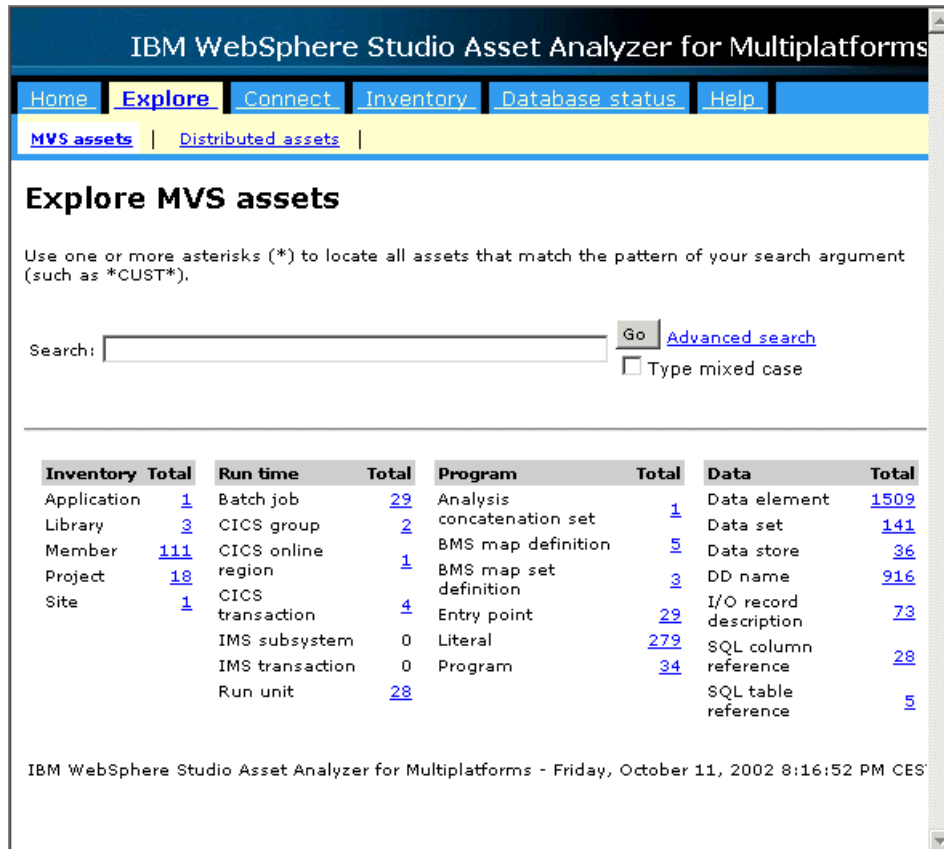 IBM WebSphere Studio Asset Analyzer for Multiplatforms
Home Explore Connect Inventory Database status Help
MVS assets | Distributed assets |
Explore MVS assets
Use one or more asterisks (*) to locate all assets that match the pattern of your search argument
(such as *CUST*).
Search: Go Advanced search
Type mixed case
Inventory Total
Application 1
Library 3
Member 111
Project 18
Site 1
Run time Total
Batch job 29
CICS group 2
CICS online
region 1
CICS
transaction 4
IMS subsystem 0
IMS transaction 0
Run unit 28
Program Total
Analysis
concatenation set 1
BMS map definition 5
BMS map set
definition 3
Entry point 29
Literal 279
Program 34
Data Total
Data element 1509
Data set 141
Data store 36
DD name 916
I/O record
description 73
SQL column
reference 28
SQL table
reference 5
IBM WebSphere Studio Asset Analyzer for Multiplatforms - Friday, October 11, 2002 8:16:52 PM CES